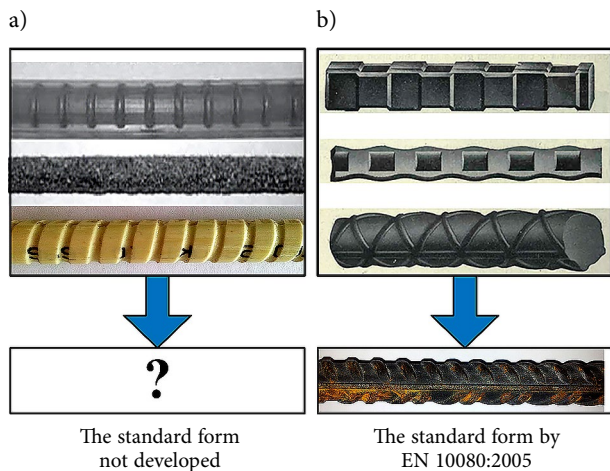 a)
b)
?
The standard form
not developed
The standard form by
EN 10080:2005